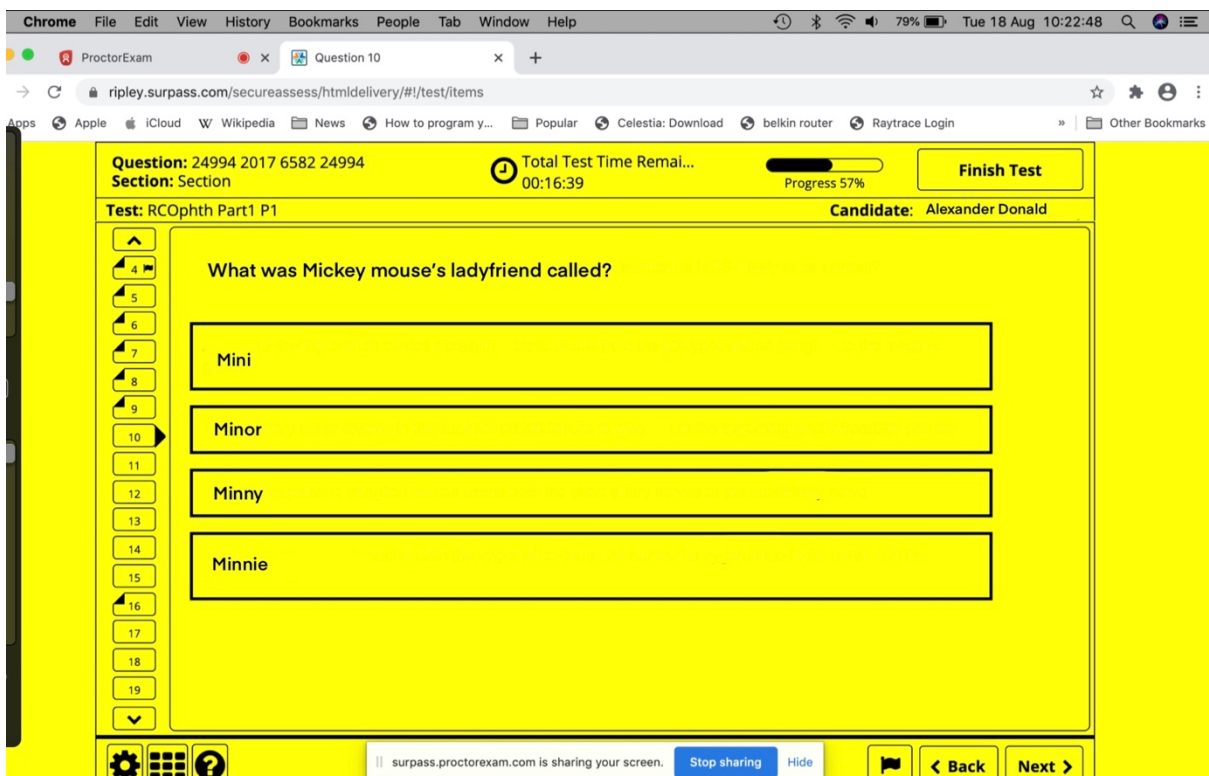 Chrome File Edit View History Bookmarks People Tab Window Help 79% Tue 18 Aug 10:22:48
ProctorExam × Question 10 × +
ripley.surpass.com/secureassess/htmldelivery/#!/test/items
Apps Apple iCloud W Wikipedia News How to program y... Popular Celestia: Download belkin router Raytrace Login » Other Bookmarks
Question: 24994 2017 6582 24994
Section: Section
Total Test Time Remai...
00:16:39
Progress 57%
Finish Test
Test: RCOphth Part1 P1
Candidate: Alexander Donald
4
5
6
7
8
9
10
11
12
13
14
15
16
17
18
19
What was Mickey mouse's ladyfriend called?
Mini
Minor
Minny
Minnie
surpass.proctorexam.com is sharing your screen. Stop sharing Hide
Back Next